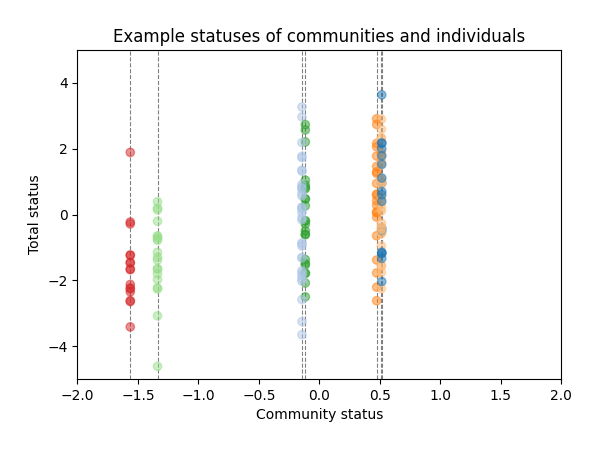 Example statuses of communities and individuals
4
2
0
−2
−4
Total status
−2.0 −1.5 −1.0 −0.5 0.0 0.5 1.0 1.5 2.0
Community status